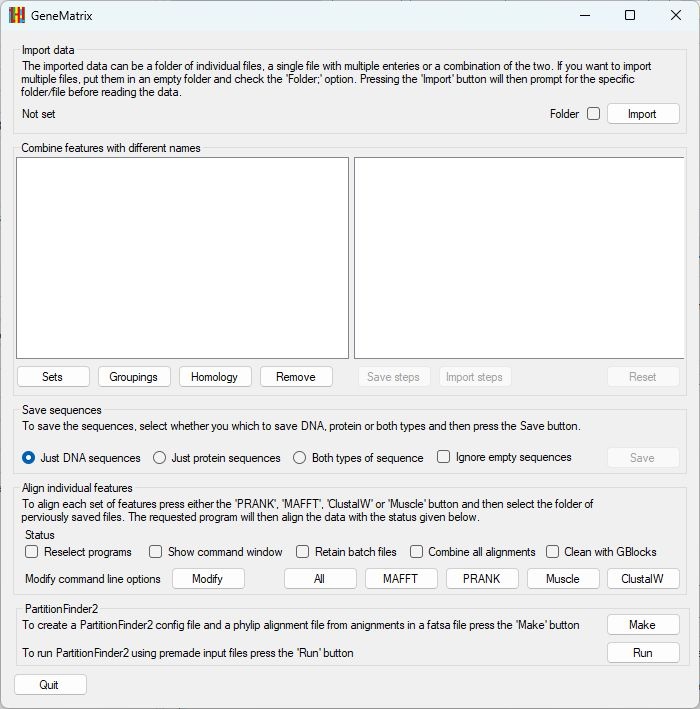 GeneMatrix
Import data
The imported data can be a folder of individual files, a single file with multiple enteries or a combination of the two. If you want to import
multiple files, put them in an empty folder and check the 'Folder;' option. Pressing the 'Import' button will then prompt for the specific
folder/file before reading the data.
Not set Folder Import
Combine features with different names
Sets Groupings Homology Remove Save steps Import steps Reset
Save sequences
To save the sequences, select whether you which to save DNA, protein or both types and then press the Save button.
Just DNA sequences Just protein sequences Both types of sequence Ignore empty sequences Save
Align individual features
To align each set of features press either the 'PRANK', 'MAFFT', 'ClustalW' or 'Muscle' button and then select the folder of
perviously saved files. The requested program will then align the data with the status given below.
Status
Reselect programs Show command window Retain batch files Combine all alignments Clean with GBlocks
Modify command line options Modify All MAFFT PRANK Muscle ClustalW
PartitionFinder2
To create a PartitionFinder2 config file and a phylip alignment file from anignments in a fatsa file press the 'Make' button Make
To run PartitionFinder2 using premade input files press the 'Run' button Run
Quit